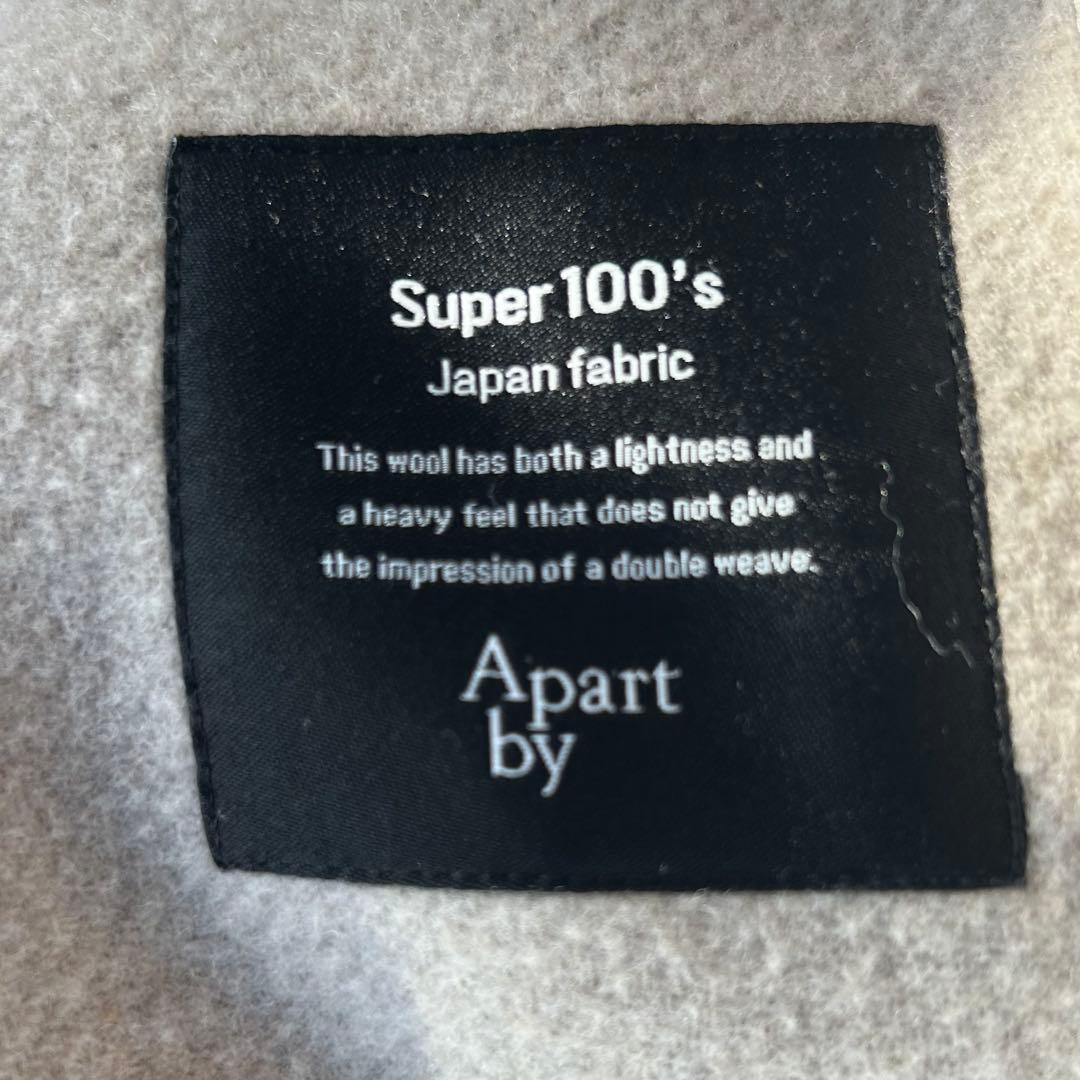 Super 100's
Japan fabric
This wool has both a lightness and
a heavy feel that does not give
the impression of a double weave.
Apart
by